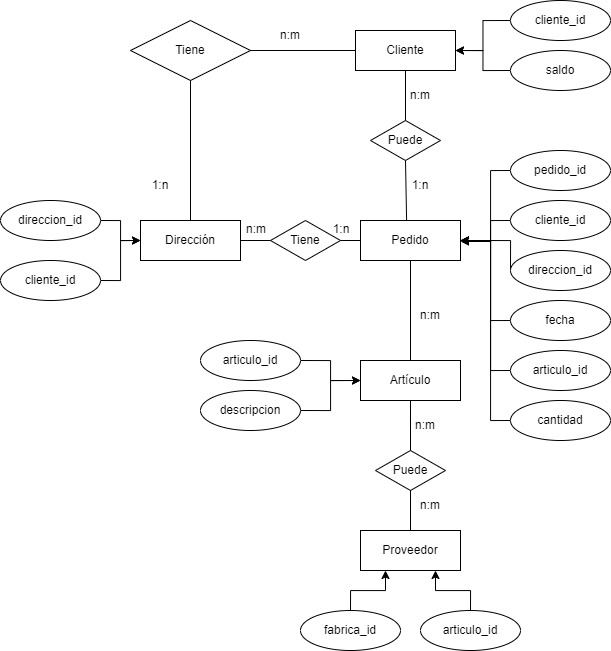 cliente_id
n:m
Tiene
Cliente
saldo
n:m
Puede
pedido_id
1:n
1:n
direccion_id
cliente_id
n:m
1:n
Dirección
Tiene
Pedido
direccion_id
cliente_id
fecha
n:m
articulo_id
Artículo
articulo_id
descripcion
cantidad
n:m
Puede
n:m
Proveedor
fabrica_id
articulo_id